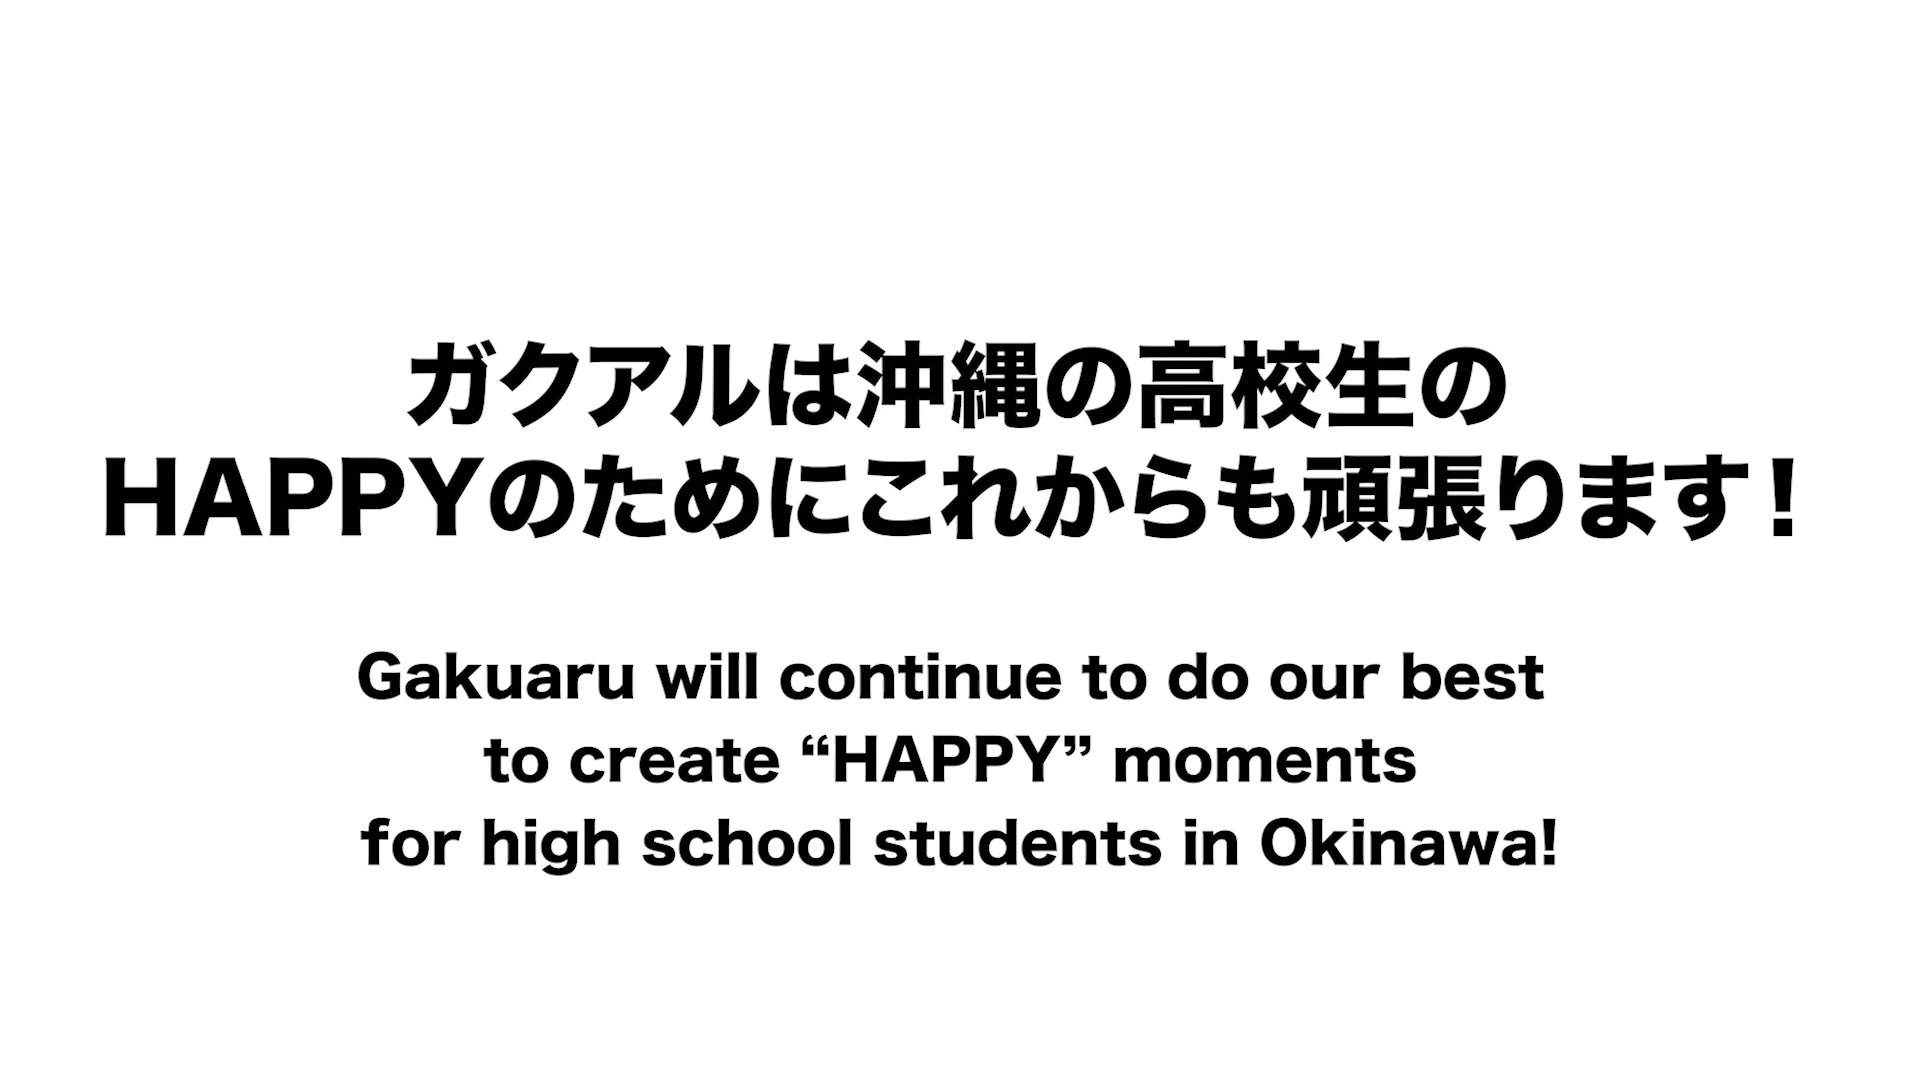 ガクアルは沖縄の高校生の
HAPPYのためにこれからも頑張ります！
Gakuaru will continue to do our best
to create “HAPPY” moments
for high school students in Okinawa!